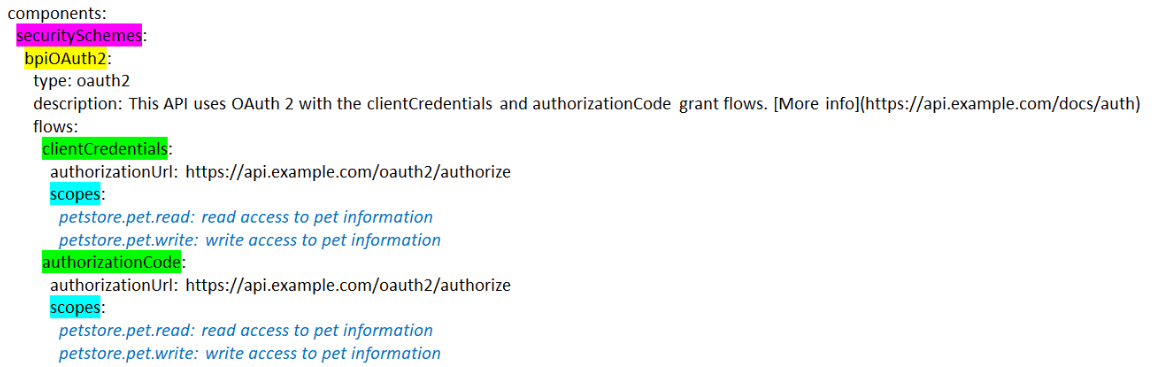 components:
securitySchemes:
bpiOAuth2:
type: oauth2
description: This API uses OAuth 2 with the clientCredentials and authorizationCode grant flows. [More info](https://api.example.com/docs/auth)
flows:
clientCredentials:
authorizationUrl: https://api.example.com/oauth2/authorize
scopes:
petstore.pet.read: read access to pet information
petstore.pet.write: write access to pet information
authorizationCode:
authorizationUrl: https://api.example.com/oauth2/authorize
scopes:
petstore.pet.read: read access to pet information
petstore.pet.write: write access to pet information